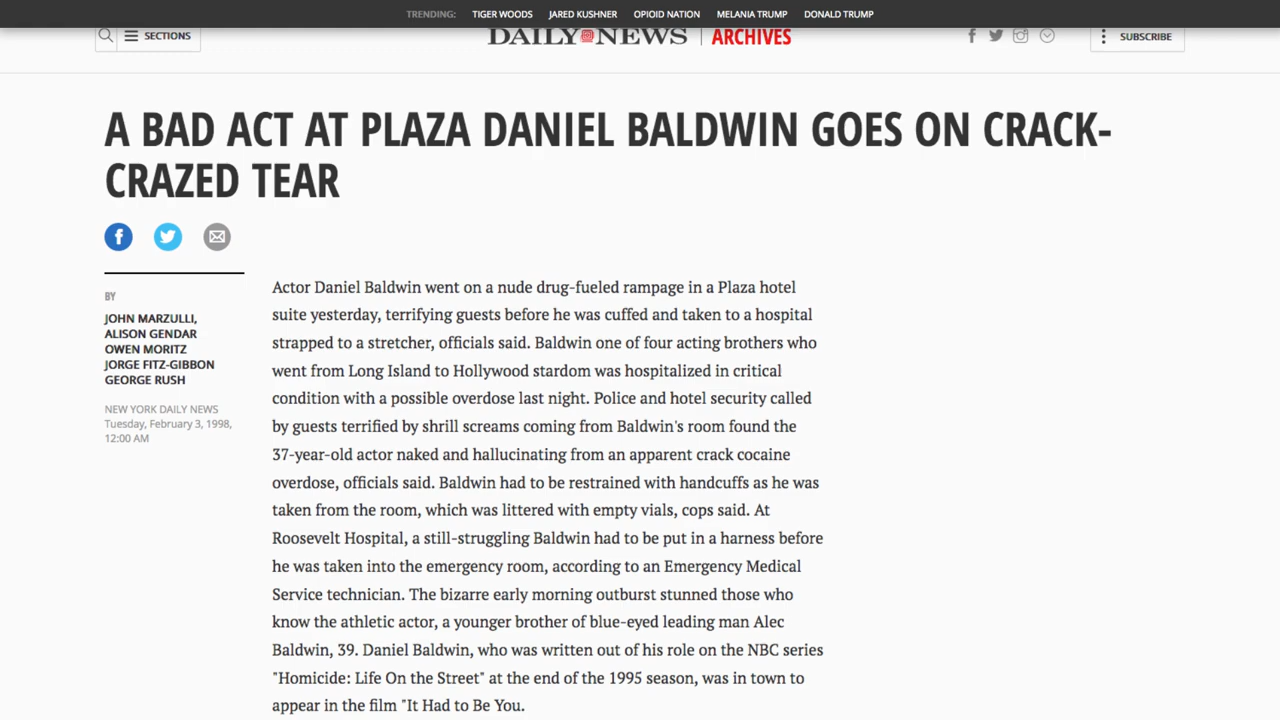 TRENDING: TIGER WOODS JARED KUSHNER OPIOID NATION MELANIA TRUMP DONALD TRUMP
SECTIONS DAILY NEWS ARCHIVES SUBSCRIBE
A BAD ACT AT PLAZA DANIEL BALDWIN GOES ON CRACK-
CRAZED TEAR
BY
JOHN MARZULLI,
ALISON GENDAR
OWEN MORITZ
JORGE FITZ-GIBBON
GEORGE RUSH
NEW YORK DAILY NEWS
Tuesday, February 3, 1998,
12:00 AM
Actor Daniel Baldwin went on a nude drug-fueled rampage in a Plaza hotel
suite yesterday, terrifying guests before he was cuffed and taken to a hospital
strapped to a stretcher, officials said. Baldwin one of four acting brothers who
went from Long Island to Hollywood stardom was hospitalized in critical
condition with a possible overdose last night. Police and hotel security called
by guests terrified by shrill screams coming from Baldwin's room found the
37-year-old actor naked and hallucinating from an apparent crack cocaine
overdose, officials said. Baldwin had to be restrained with handcuffs as he was
taken from the room, which was littered with empty vials, cops said. At
Roosevelt Hospital, a still-struggling Baldwin had to be put in a harness before
he was taken into the emergency room, according to an Emergency Medical
Service technician. The bizarre early morning outburst stunned those who
know the athletic actor, a younger brother of blue-eyed leading man Alec
Baldwin, 39. Daniel Baldwin, who was written out of his role on the NBC series
"Homicide: Life On the Street" at the end of the 1995 season, was in town to
appear in the film "It Had to Be You.